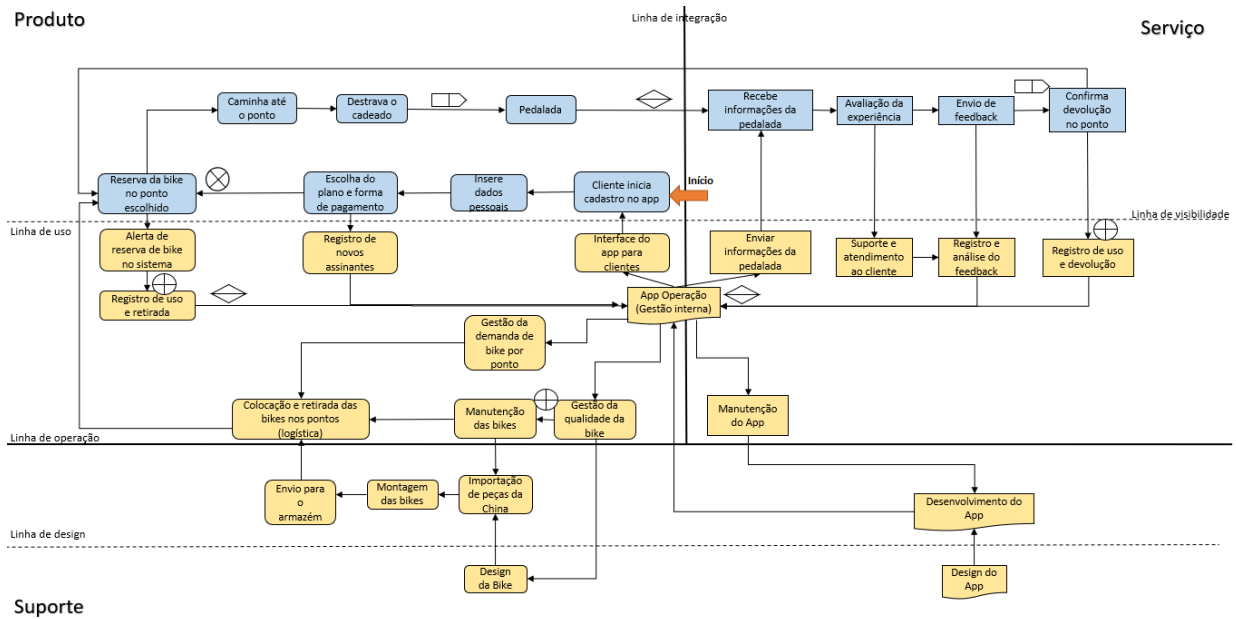 Produto
Linha de integração
Serviço
Caminha até
o ponto
Destrava o
cadeado
Pedalada
Recebe
informações da
pedalada
Avaliação da
experiência
Envio de
feedback
Confirma
devolução
no ponto
Reserva da bike
no ponto
escolhido
Escolha do
plano e forma
de pagamento
Insere
dados
pessoais
Cliente inicia
cadastro no app
Início
Linha de uso
Linha de visibilidade
Alerta de
reserva de bike
no sistema
Registro de
novos
assinantes
Interface do
app para
clientes
Enviar
informações da
pedalada
Suporte e
atendimento
ao cliente
Registro e
análise do
feedback
Registro de uso
e devolução
Registro de uso
e retirada
App Operação
(Gestão interna)
Gestão da
demanda de
bike por
ponto
Colocação e retirada das
bikes nos pontos
(logística)
Manutenção
das bikes
Gestão da
qualidade da
bike
Manutenção
do App
Linha de operação
Envio para
o
armazém
Montagem
das bikes
Importação
de peças da
China
Desenvolvimento do
App
Linha de design
Design
da Bike
Design do
App
Suporte